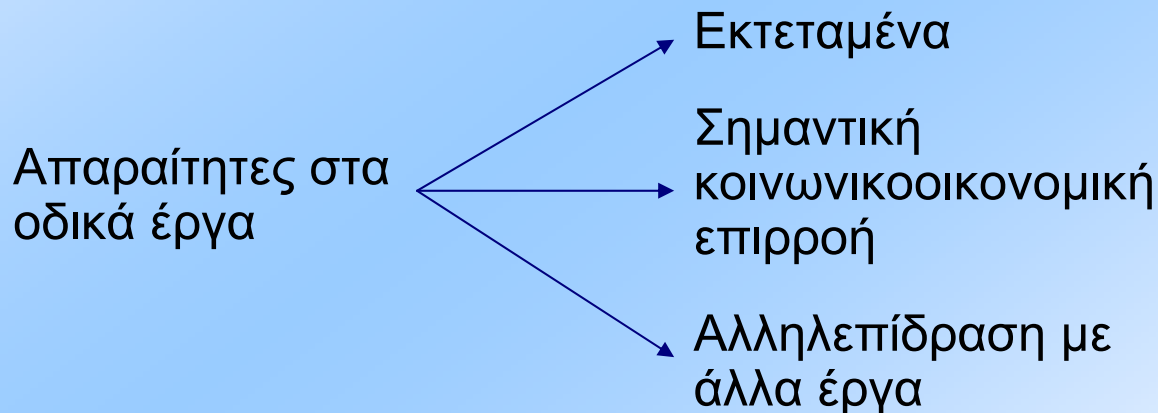 Απαραίτητες στα
οδικά έργα
Εκτεταμένα
Σημαντική
κοινωνικοοικονομική
επιρροή
Αλληλεπίδραση με
άλλα έργα